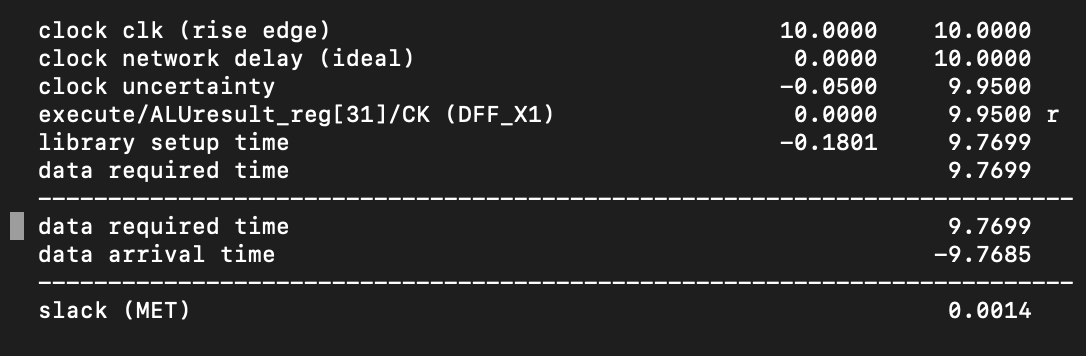 clock clk (rise edge) 10.0000 10.0000
clock network delay (ideal) 0.0000 10.0000
clock uncertainty -0.0500 9.9500
execute/ALUresult_reg[31]/CK (DFF_X1) 0.0000 9.9500 r
library setup time -0.1801 9.7699
data required time 9.7699
--------------------------------------------------------------------------
data required time 9.7699
data arrival time -9.7685
--------------------------------------------------------------------------
slack (MET) 0.0014